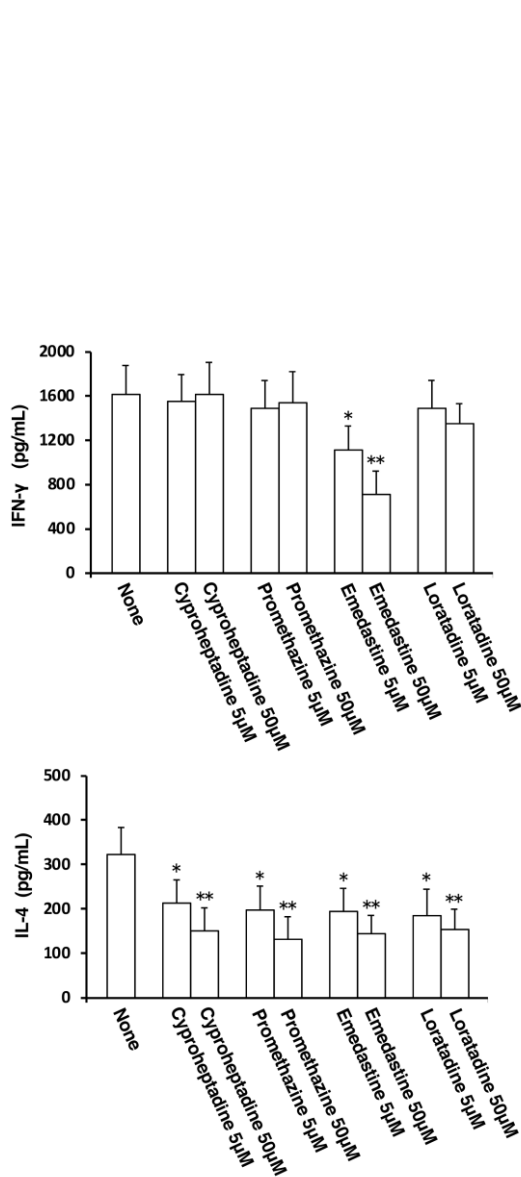 2000
1600
1200
800
400
0
IFN-γ (pg/mL)
*
**
None
Cyproheptadine 5μM
Cyproheptadine 50μM
Promethazine 5μM
Promethazine 50μM
Emedastine 5μM
Emedastine 50μM
Loratadine 5μM
Loratadine 50μM
500
400
300
200
100
0
IL-4 (pg/mL)
*
**
*
**
*
**
*
**
None
Cyproheptadine 5μM
Cyproheptadine 50μM
Promethazine 5μM
Promethazine 50μM
Emedastine 5μM
Emedastine 50μM
Loratadine 5μM
Loratadine 50μM